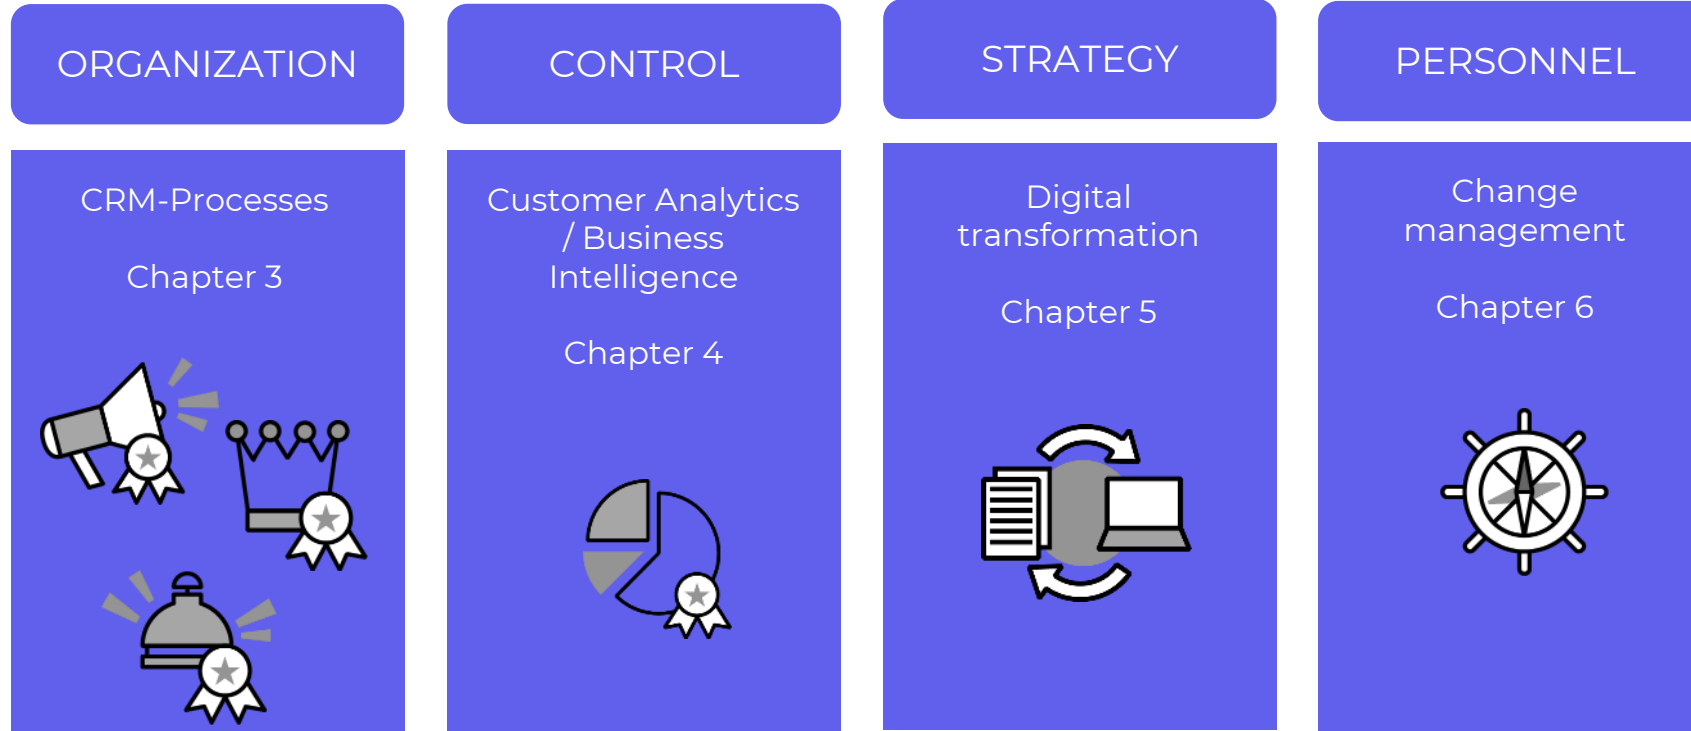 ORGANIZATION
CRM-Processes
Chapter 3
CONTROL
Customer Analytics
/ Business
Intelligence
Chapter 4
STRATEGY
Digital
transformation
Chapter 5
PERSONNEL
Change
management
Chapter 6